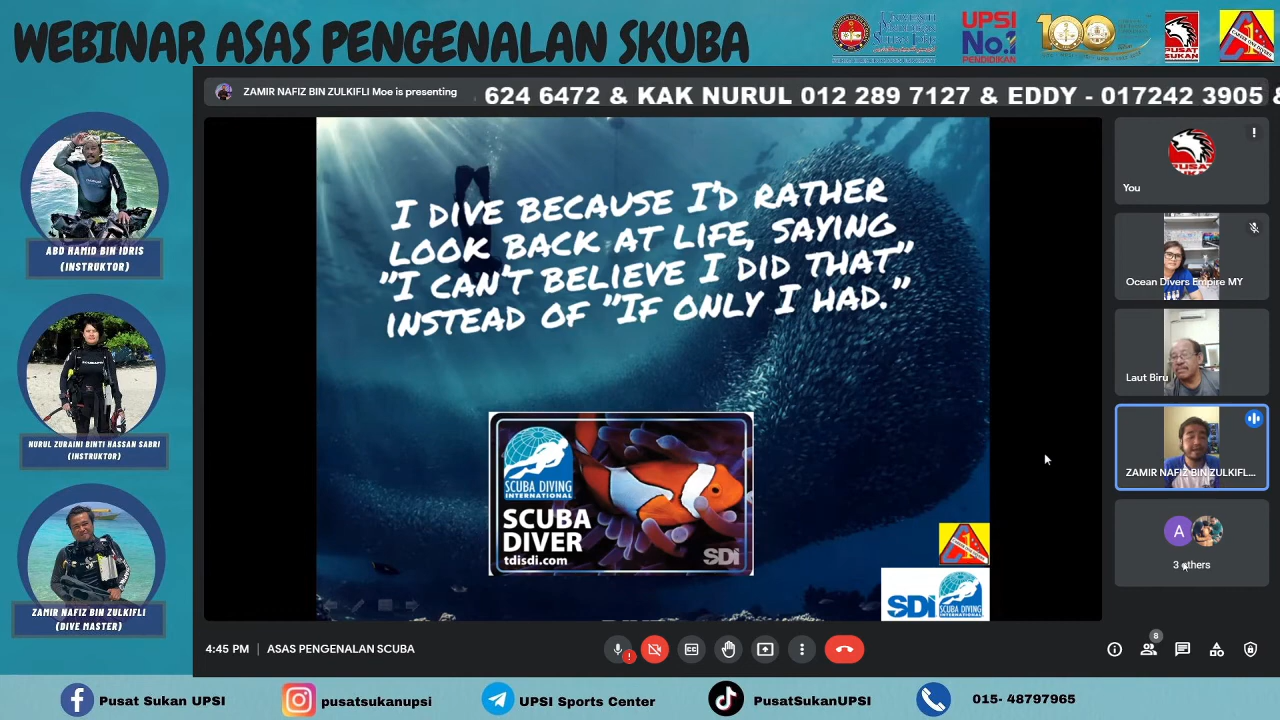 WEBINAR ASAS PENGENALAN SKUBA
UPSI
No.1
PENDIDIKAN
100
PUSAT
SUKAN
ZAMIR NAFIZ BIN ZULKIFLI Moe is presenting
624 6472 & KAK NURUL 012 289 7127 & EDDY - 017242 3905 &
ABD HAMID BIN IDRIS
(INSTRUKTOR)
NURUL ZURAINI BINTI HASSAN SABRI
(INSTRUKTOR)
ZAMIR NAFIZ BIN ZULKIFLI
(DIVE MASTER)
I DIVE BECAUSE I'D RATHER
LOOK BACK AT LIFE, SAYING
"I CAN'T BELIEVE I DID THAT"
INSTEAD OF "IF ONLY I HAD."
SCUBA DIVING
INTERNATIONAL
SCUBA
DIVER
tdisdi.com
SDI
SDI
SCUBA DIVING
INTERNATIONAL
You
Ocean Divers Empire MY
Laut Biru
ZAMIR NAFIZ BIN ZULKIFL...
A
3 others
4:45 PM | ASAS PENGENALAN SCUBA
8
Pusat Sukan UPSI
pusatsukanupsi
UPSI Sports Center
PusatSukanUPSI
015- 48797965